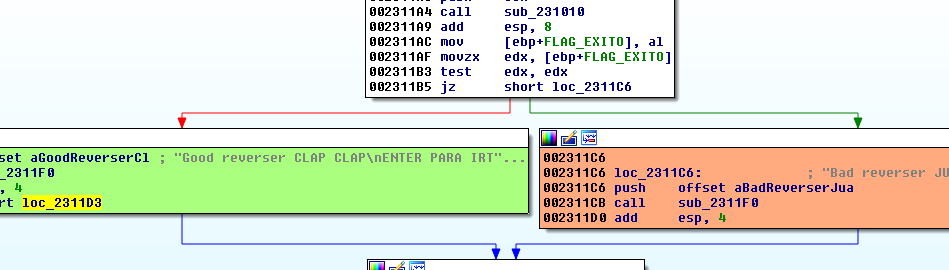 002311A4 call sub_231010
002311A9 add esp, 8
002311AC mov [ebp+FLAG_EXITO], al
002311AF movzx edx, [ebp+FLAG_EXITO]
002311B3 test edx, edx
002311B5 jz short loc_2311C6
set aGoodReverserCl ; "Good reverser CLAP CLAP\nENTER PARA IRT"...
_2311F0
, 4
rt loc_2311D3
002311C6
002311C6 loc_2311C6: ; "Bad reverser JU
002311C6 push offset aBadReverserJua
002311CB call sub_2311F0
002311D0 add esp, 4